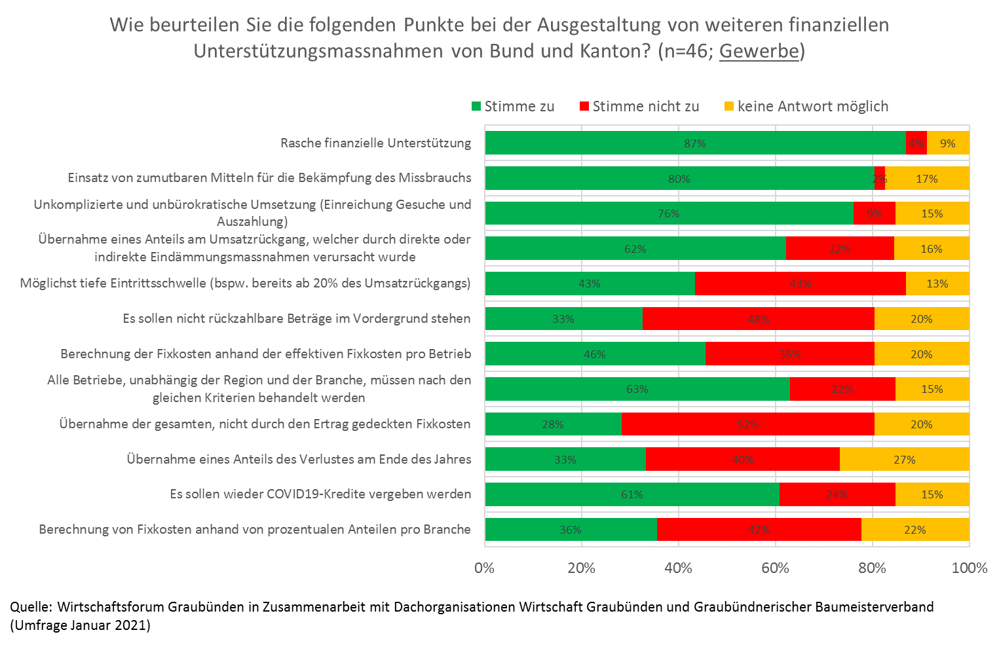 Wie beurteilen Sie die folgenden Punkte bei der Ausgestaltung von weiteren finanziellen
Unterstützungsmassnahmen von Bund und Kanton? (n=46; Gewerbe)
Stimme zu Stimme nicht zu keine Antwort möglich
Rasche finanzielle Unterstützung 87% 4% 9%
Einsatz von zumutbaren Mitteln für die Bekämpfung des Missbrauchs 80% 2% 17%
Unkomplizierte und unbürokratische Umsetzung (Einreichung Gesuche und
Auszahlung) 76% 9% 15%
Übernahme eines Anteils am Umsatzrückgang, welcher durch direkte oder
indirekte Eindämmungsmassnahmen verursacht wurde 62% 22% 16%
Möglichst tiefe Eintrittsschwelle (bspw. bereits ab 20% des Umsatzrückgangs) 43% 43% 13%
Es sollen nicht rückzahlbare Beträge im Vordergrund stehen 33% 48% 20%
Berechnung der Fixkosten anhand der effektiven Fixkosten pro Betrieb 46% 35% 20%
Alle Betriebe, unabhängig der Region und der Branche, müssen nach den
gleichen Kriterien behandelt werden 63% 22% 15%
Übernahme der gesamten, nicht durch den Ertrag gedeckten Fixkosten 28% 52% 20%
Übernahme eines Anteils des Verlustes am Ende des Jahres 33% 40% 27%
Es sollen wieder COVID19-Kredite vergeben werden 61% 24% 15%
Berechnung von Fixkosten anhand von prozentualen Anteilen pro Branche 36% 42% 22%
0% 20% 40% 60% 80% 100%
Quelle: Wirtschaftsforum Graubünden in Zusammenarbeit mit Dachorganisationen Wirtschaft Graubünden und Graubündnerischer Baumeisterverband
(Umfrage Januar 2021)